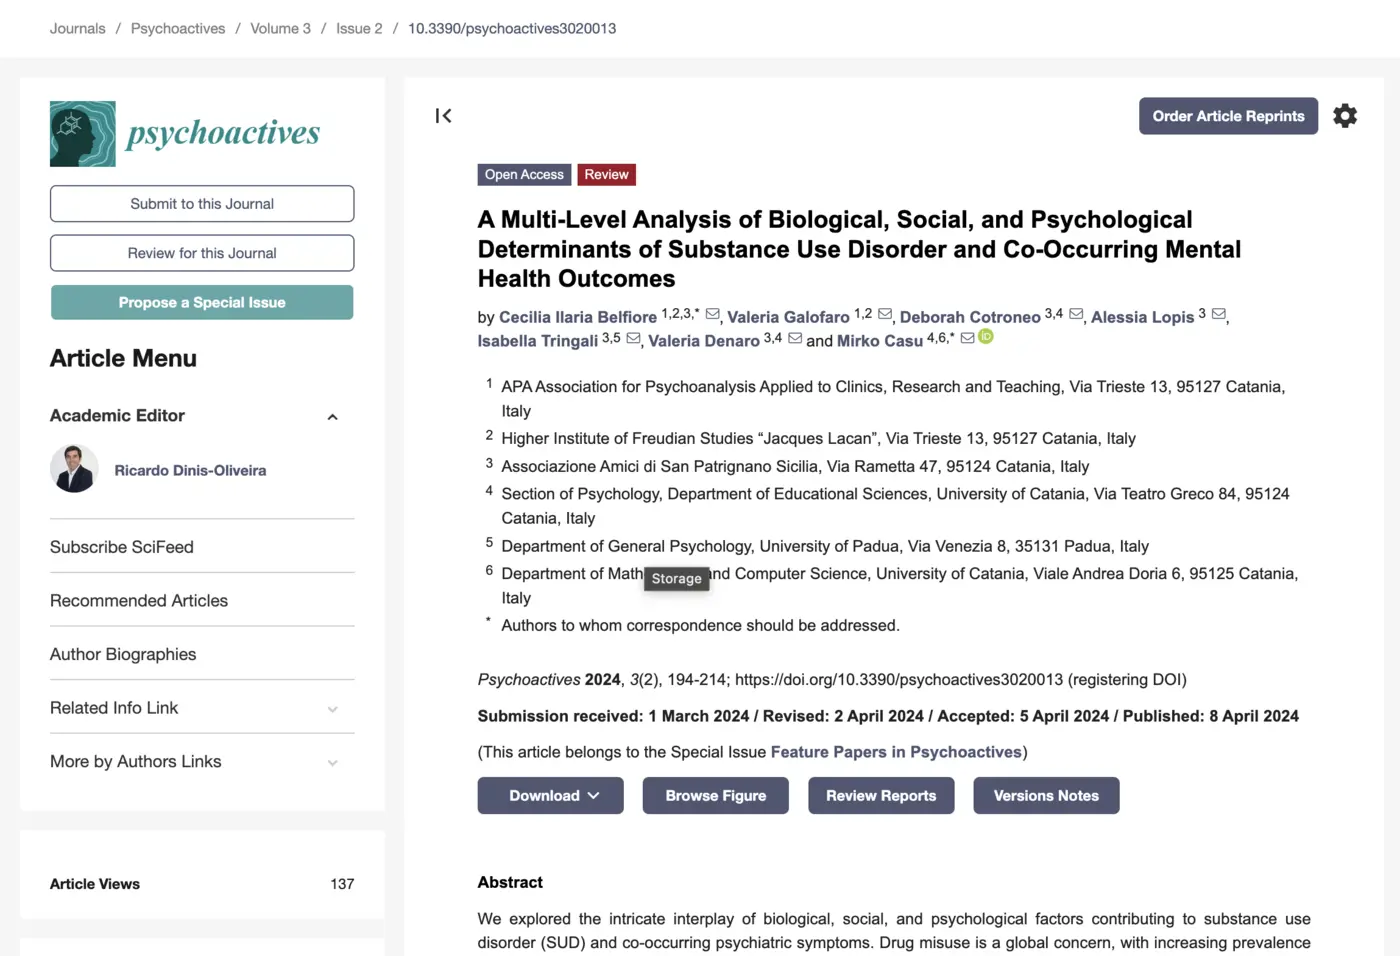 Journals / Psychoactives / Volume 3 / Issue 2 / 10.3390/psychoactives3020013
psychoactives
Submit to this Journal
Review for this Journal
Propose a Special Issue
Article Menu
Academic Editor
Ricardo Dinis-Oliveira
Subscribe SciFeed
Recommended Articles
Author Biographies
Related Info Link
More by Authors Links
Article Views 137
Order Article Reprints
Open Access Review
A Multi-Level Analysis of Biological, Social, and Psychological
Determinants of Substance Use Disorder and Co-Occurring Mental
Health Outcomes
by Cecilia Ilaria Belfiore 1,2,3,* , Valeria Galofaro 1,2 , Deborah Cotroneo 3,4 , Alessia Lopis 3 ,
Isabella Tringali 3,5 , Valeria Denaro 3,4 and Mirko Casu 4,6,* iD
1 APA Association for Psychoanalysis Applied to Clinics, Research and Teaching, Via Trieste 13, 95127 Catania,
Italy
2 Higher Institute of Freudian Studies “Jacques Lacan”, Via Trieste 13, 95127 Catania, Italy
3 Associazione Amici di San Patrignano Sicilia, Via Rametta 47, 95124 Catania, Italy
4 Section of Psychology, Department of Educational Sciences, University of Catania, Via Teatro Greco 84, 95124
Catania, Italy
5 Department of General Psychology, University of Padua, Via Venezia 8, 35131 Padua, Italy
6 Department of Math Storage nd Computer Science, University of Catania, Viale Andrea Doria 6, 95125 Catania,
Italy
* Authors to whom correspondence should be addressed.
Psychoactives 2024, 3(2), 194-214; https://doi.org/10.3390/psychoactives3020013 (registering DOI)
Submission received: 1 March 2024 / Revised: 2 April 2024 / Accepted: 5 April 2024 / Published: 8 April 2024
(This article belongs to the Special Issue Feature Papers in Psychoactives)
Download Browse Figure Review Reports Versions Notes
Abstract
We explored the intricate interplay of biological, social, and psychological factors contributing to substance use
disorder (SUD) and co-occurring psychiatric symptoms. Drug misuse is a global concern, with increasing prevalence